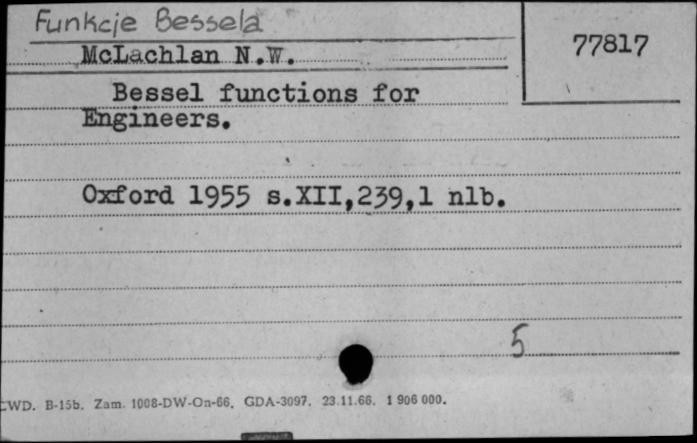 Funkcje Bessela
77817
McLachlan N.W.
Bessel functions for
Engineers.
Oxford 1955 s.XII,239,1 nlb.
5
CWD. B-15b. Zam. 1008-DW-On-66. GDA-3097. 23.11.66. 1 906 000.